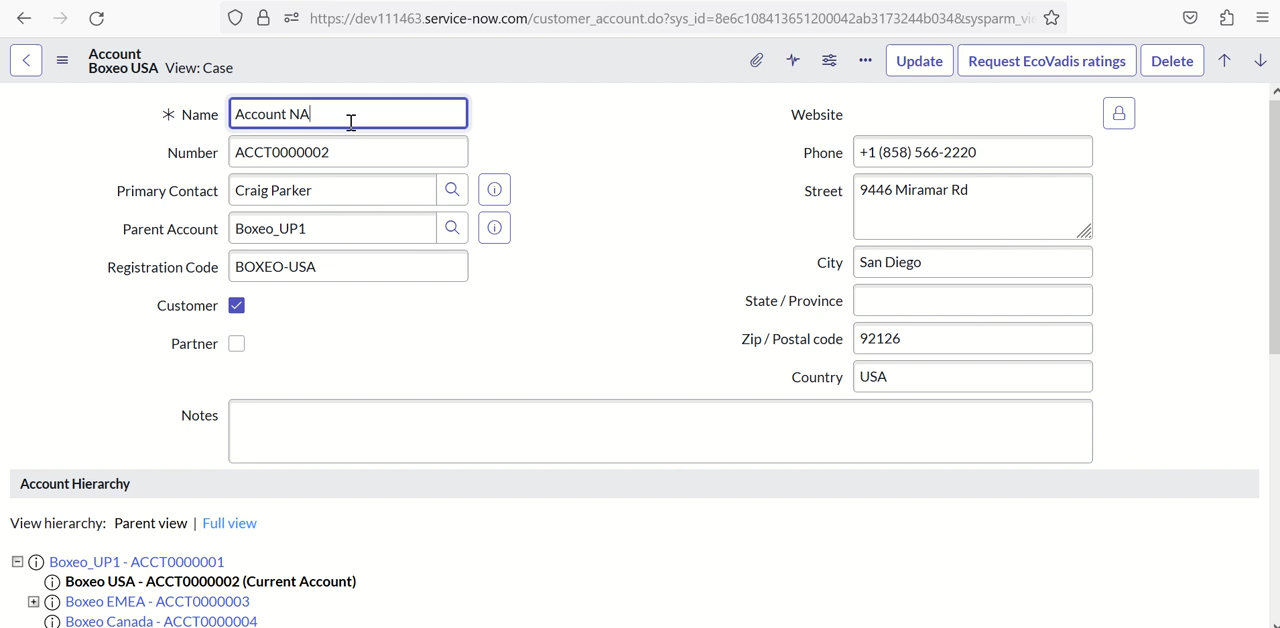 https://dev111463.service-now.com/customer_account.do?sys_id=8e6c108413651200042ab3173244b034&sysparm_vi
Account
Boxeo USA View: Case
Update
Request EcoVadis ratings
Delete
Name
Account NA
Website
Number
ACCT0000002
Phone
+1 (858) 566-2220
Primary Contact
Craig Parker
Street
9446 Miramar Rd
Parent Account
Boxeo_UP1
Registration Code
BOXEO-USA
City
San Diego
Customer
State / Province
Partner
Zip / Postal code
92126
Country
USA
Notes
Account Hierarchy
View hierarchy: Parent view | Full view
Boxeo_UP1 - ACCT0000001
Boxeo USA - ACCT0000002 (Current Account)
Boxeo EMEA - ACCT0000003
Boxeo Canada - ACCT0000004